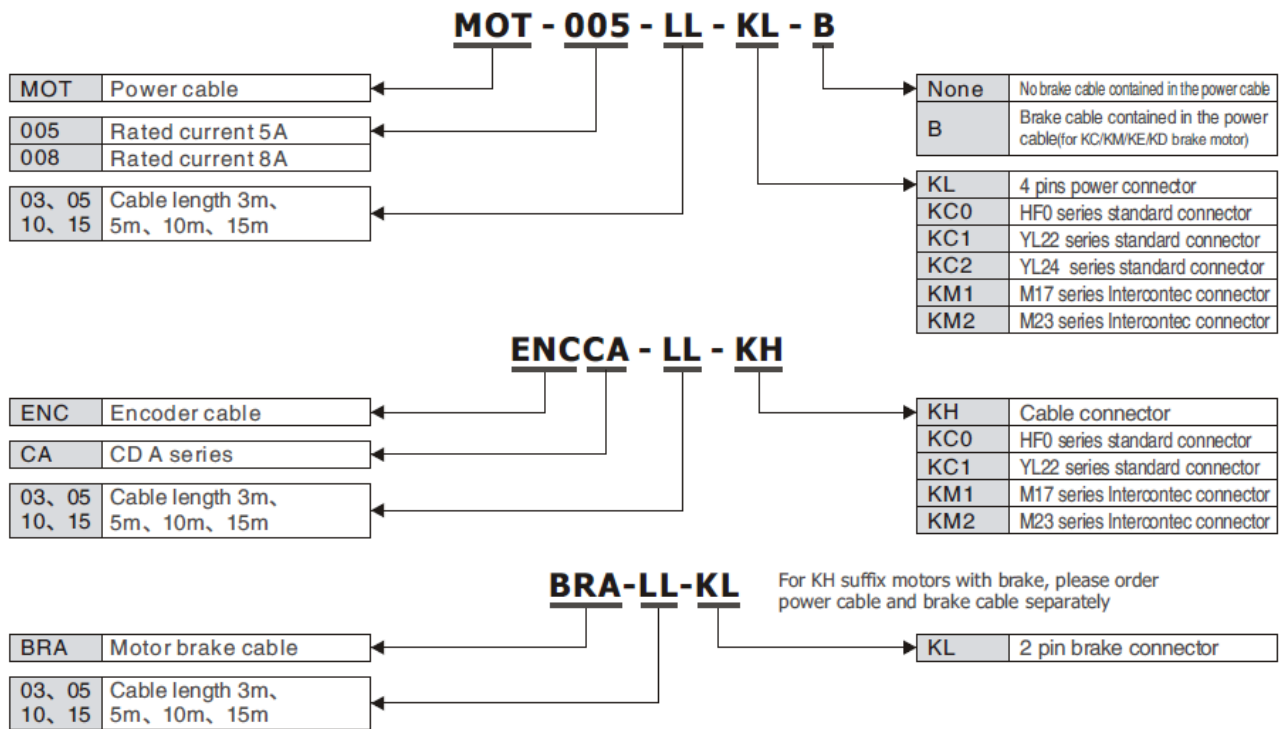 MOT - 005 - LL - KL - B
MOT Power cable
005 Rated current 5A
008 Rated current 8A
03、05 Cable length 3m、
10、15 5m、10m、15m
None No brake cable contained in the power cable
B Brake cable contained in the power
cable(for KC/KM/KE/KD brake motor)
KL 4 pins power connector
KC0 HF0 series standard connector
KC1 YL22 series standard connector
KC2 YL24 series standard connector
KM1 M17 series Intercontec connector
KM2 M23 series Intercontec connector
ENCCA - LL - KH
ENC Encoder cable
CA CD A series
03、05 Cable length 3m、
10、15 5m、10m、15m
KH Cable connector
KC0 HF0 series standard connector
KC1 YL22 series standard connector
KM1 M17 series Intercontec connector
KM2 M23 series Intercontec connector
BRA-LL-KL
For KH suffix motors with brake, please order
power cable and brake cable separately
BRA Motor brake cable
03、05 Cable length 3m、
10、15 5m、10m、15m
KL 2 pin brake connector